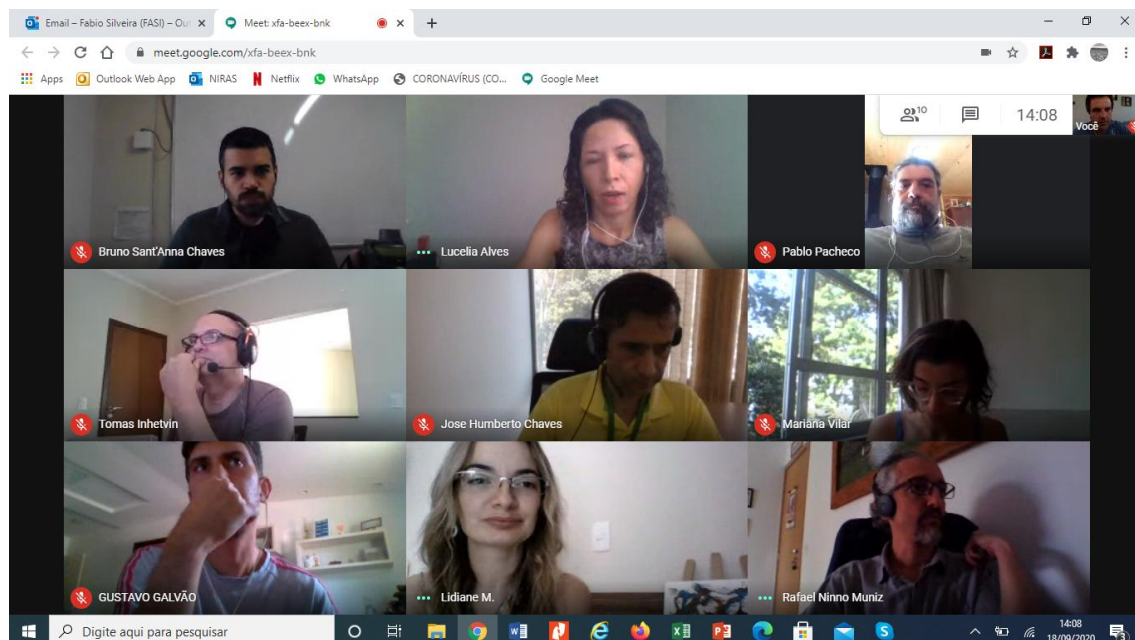 Email – Fabio Silveira (FASI) – Out
Meet: xfa-beex-bnk
meet.google.com/xfa-beex-bnk
Apps Outlook Web App NIRAS Netflix WhatsApp CORONAVÍRUS (CO... Google Meet
10 14:08
Você
Bruno Sant'Anna Chaves
Lucelia Alves
Pablo Pacheco
Tomas Inhetvin
Jose Humberto Chaves
Mariana Vilar
GUSTAVO GALVÃO
Lidiane M.
Rafael Ninno Muniz
Digite aqui para pesquisar
14:08
18/09/2020
3